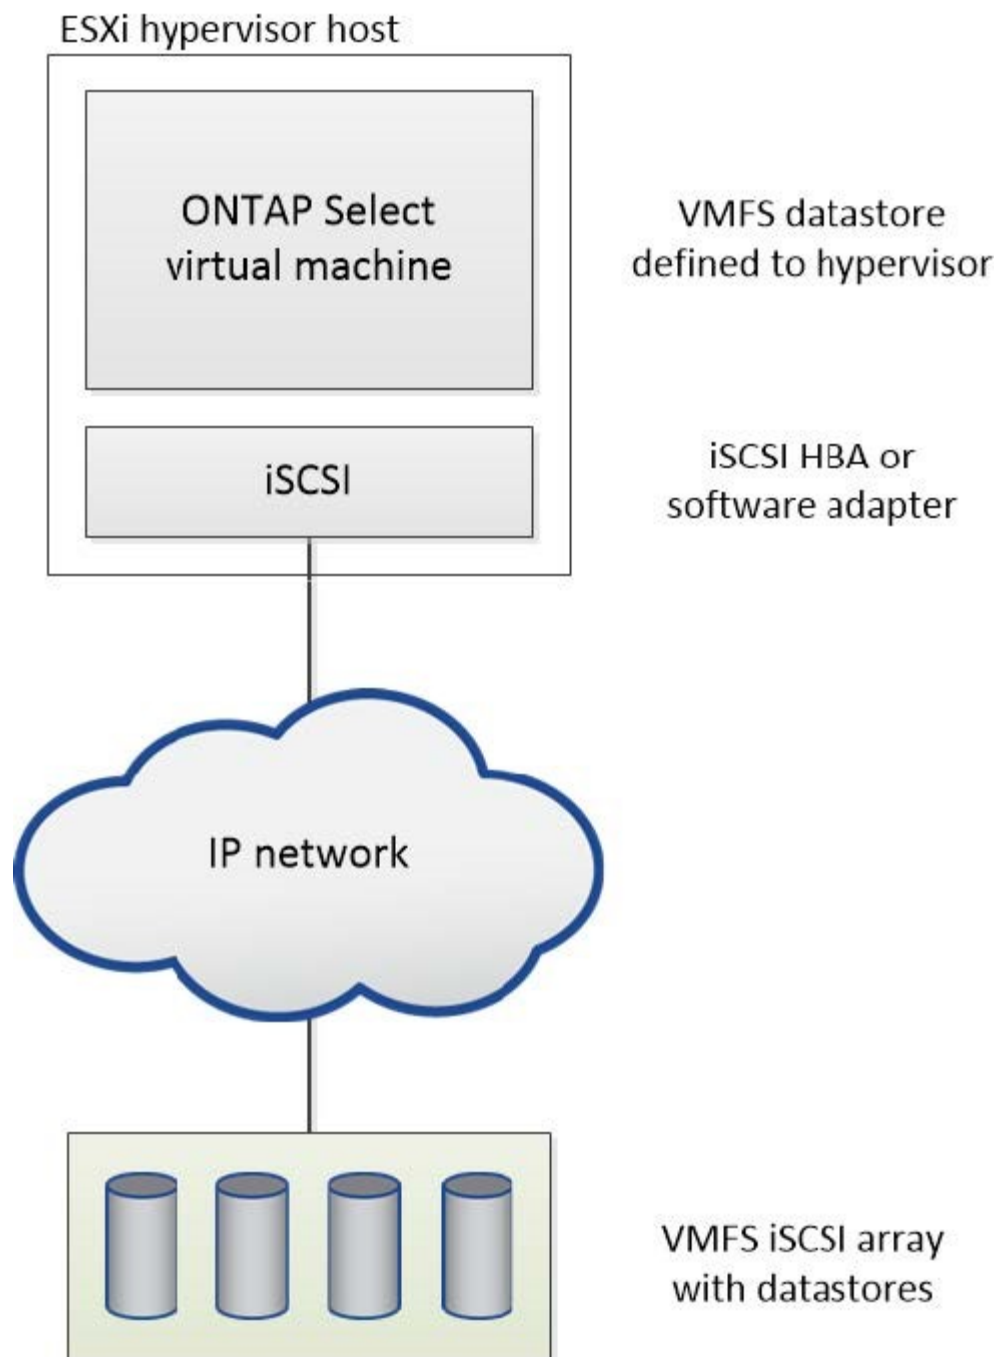 ESXi hypervisor host
ONTAP Select
virtual machine
VMFS datastore
defined to hypervisor
iSCSI
iSCSI HBA or
software adapter
IP network
VMFS iSCSI array
with datastores